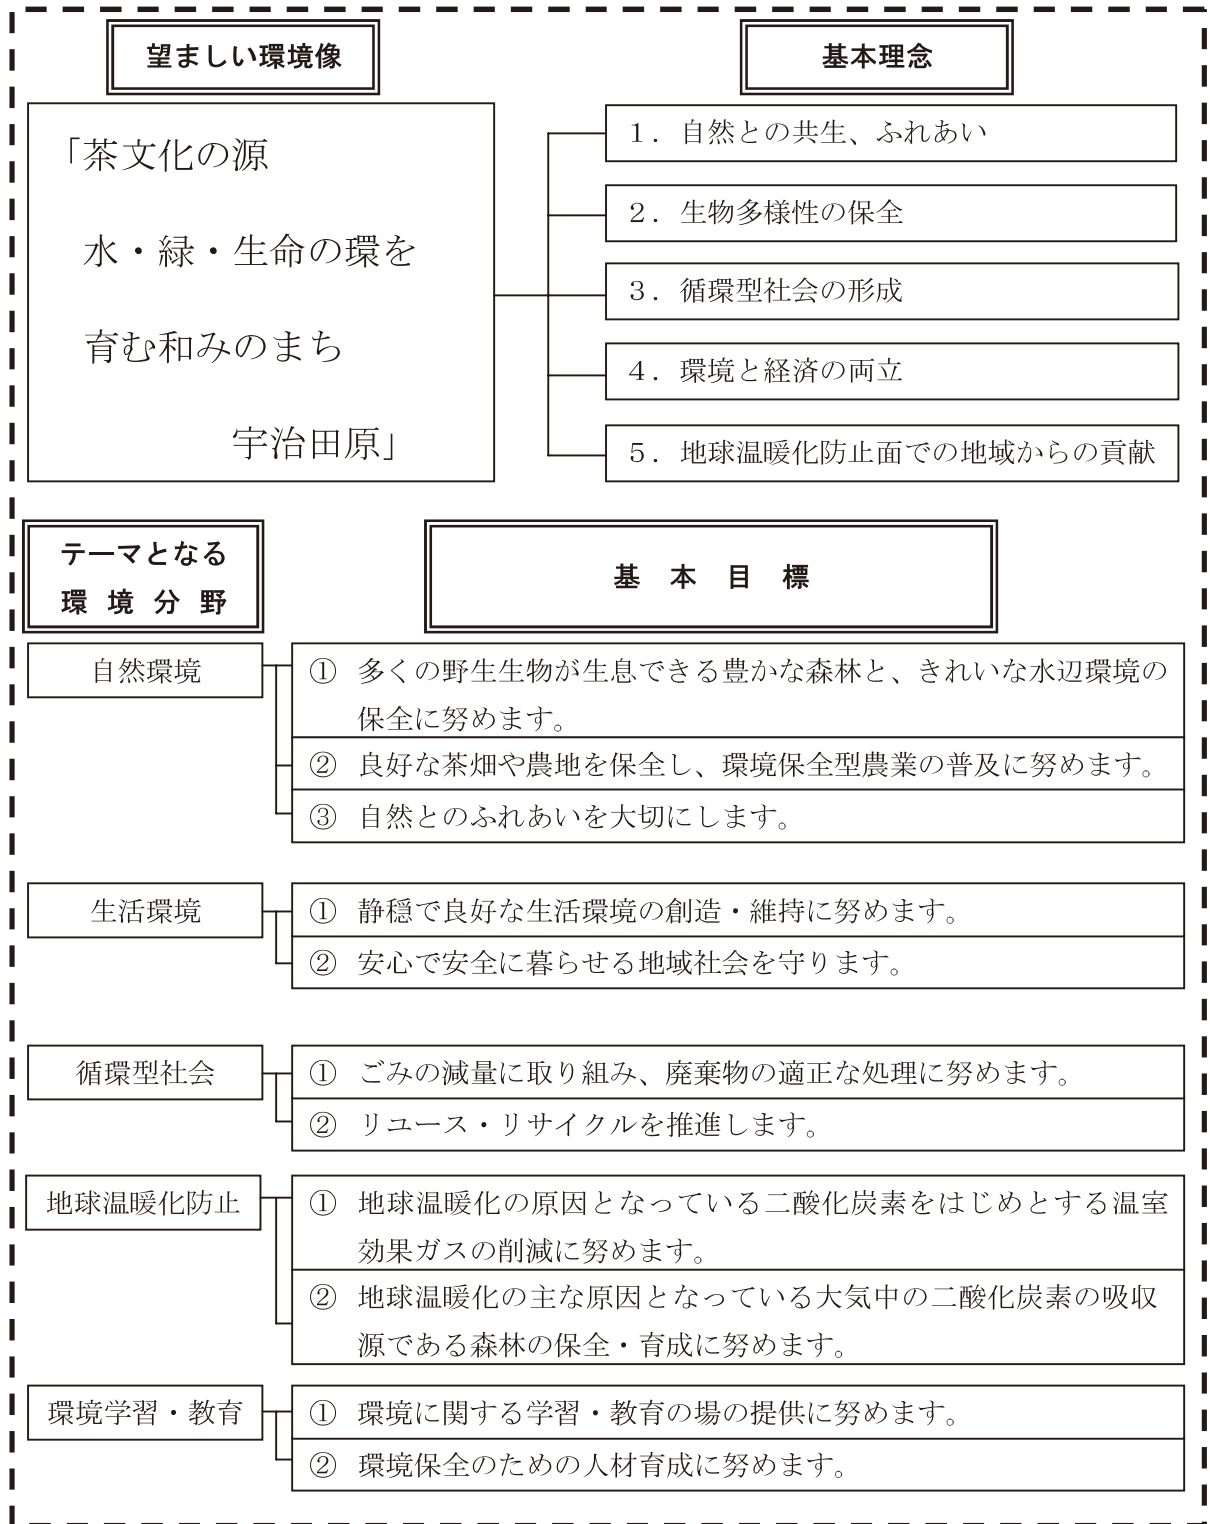 望ましい環境像
「茶文化の源
水・緑・生命の環を
育む和みのまち
宇治田原」
基本理念
１．自然との共生、ふれあい
２．生物多様性の保全
３．循環型社会の形成
４．環境と経済の両立
５．地球温暖化防止面での地域からの貢献
テーマとなる
環 境 分 野
基 本 目 標
自然環境
① 多くの野生生物が生息できる豊かな森林と、きれいな水辺環境の
保全に努めます。
② 良好な茶畑や農地を保全し、環境保全型農業の普及に努めます。
③ 自然とのふれあいを大切にします。
生活環境
① 静穏で良好な生活環境の創造・維持に努めます。
② 安心で安全に暮らせる地域社会を守ります。
循環型社会
① ごみの減量に取り組み、廃棄物の適正な処理に努めます。
② リユース・リサイクルを推進します。
地球温暖化防止
① 地球温暖化の原因となっている二酸化炭素をはじめとする温室
効果ガスの削減に努めます。
② 地球温暖化の主な原因となっている大気中の二酸化炭素の吸収
源である森林の保全・育成に努めます。
環境学習・教育
① 環境に関する学習・教育の場の提供に努めます。
② 環境保全のための人材育成に努めます。